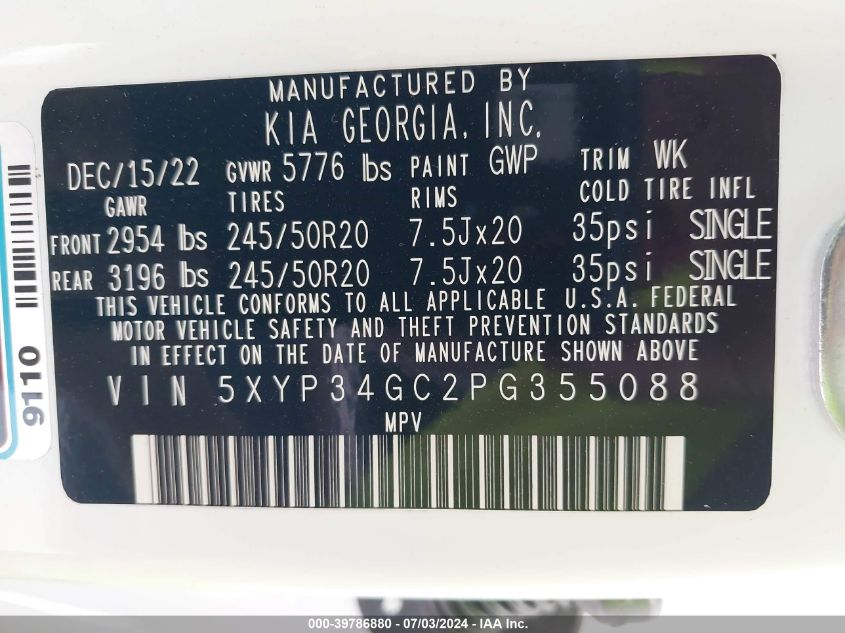 MANUFACTURED BY
KIA GEORGIA, INC.
DEC/15/22 GVWR 5776 lbs PAINT GWP TRIM WK
GAWR TIRES RIMS COLD TIRE INFL
FRONT 2954 lbs 245/50R20 7.5Jx20 35psi SINGLE
REAR 3196 lbs 245/50R20 7.5Jx20 35psi SINGLE
THIS VEHICLE CONFORMS TO ALL APPLICABLE U.S.A. FEDERAL
MOTOR VEHICLE SAFETY AND THEFT PREVENTION STANDARDS
IN EFFECT ON THE DATE OF MANUFACTURE SHOWN ABOVE
VIN 5XYP34GC2PG355088
MPV
9110
000-39786880 - 07/03/2024 - IAA Inc.